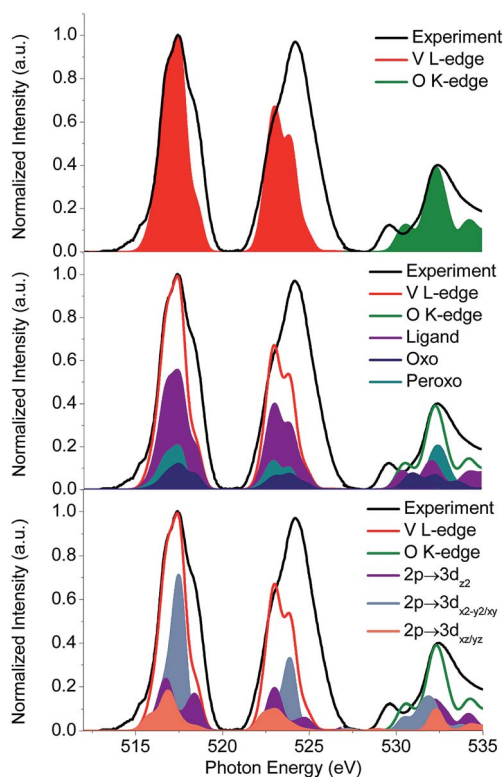 Normalized Intensity (a.u.)
1.0
0.8
0.6
0.4
0.2
0.0
Experiment
V L-edge
O K-edge
Normalized Intensity (a.u.)
1.0
0.8
0.6
0.4
0.2
0.0
Experiment
V L-edge
O K-edge
Ligand
Oxo
Peroxo
Normalized Intensity (a.u.)
1.0
0.8
0.6
0.4
0.2
0.0
Experiment
V L-edge
O K-edge
2p→3d_z2
2p→3d_x2-y2/xy
2p→3d_xz/yz
515 520 525 530 535
Photon Energy (eV)